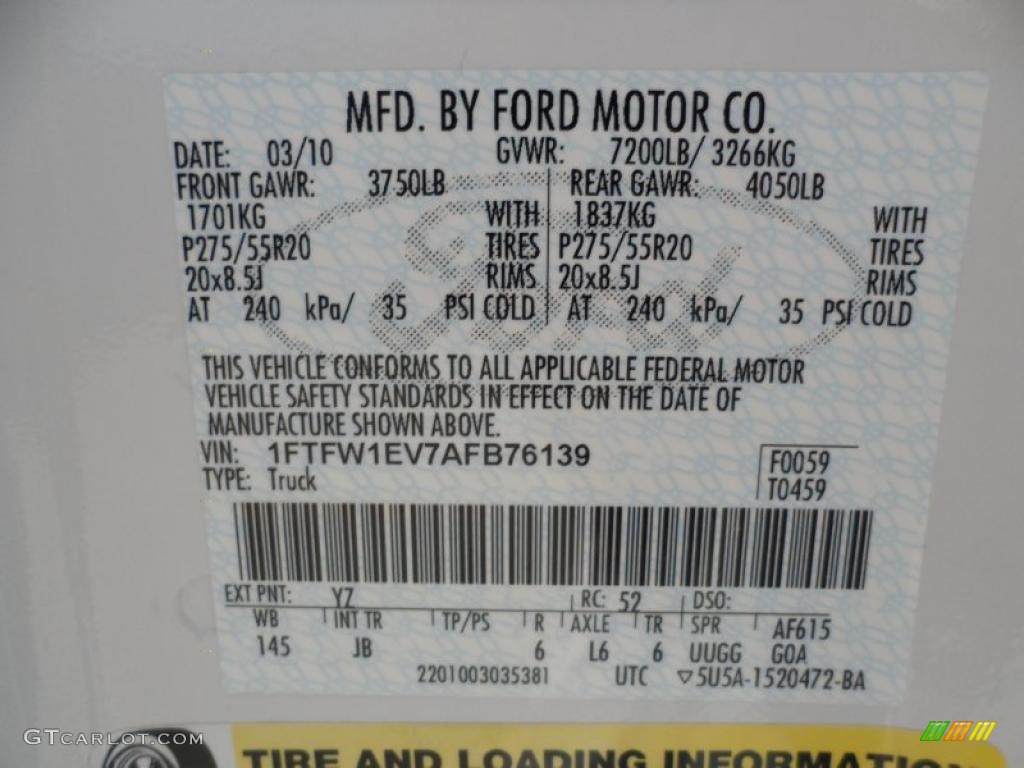 MFD. BY FORD MOTOR CO.
DATE: 03/10 GVWR: 7200LB/ 3266KG
FRONT GAWR: 3750LB REAR GAWR: 4050LB
1701KG WITH 1837KG WITH
P275/55R20 TIRES P275/55R20 TIRES
20x8.5J RIMS 20x8.5J RIMS
AT 240 kPa/ 35 PSI COLD AT 240 kPa/ 35 PSI COLD
Ford
THIS VEHICLE CONFORMS TO ALL APPLICABLE FEDERAL MOTOR
VEHICLE SAFETY STANDARDS IN EFFECT ON THE DATE OF
MANUFACTURE SHOWN ABOVE.
VIN: 1FTFW1EV7AFB76139 F0059
TYPE: Truck T0459
EXT PNT: YZ RC: 52 DSO:
WB INT TR TP/PS R AXLE TR SPR AF615
145 JB 6 L6 6 UUGG GOA
2201003035381 UTC ▽5U5A-1520472-BA
GTCARLOT.COM
TIRE AND LOADING INFORMATION